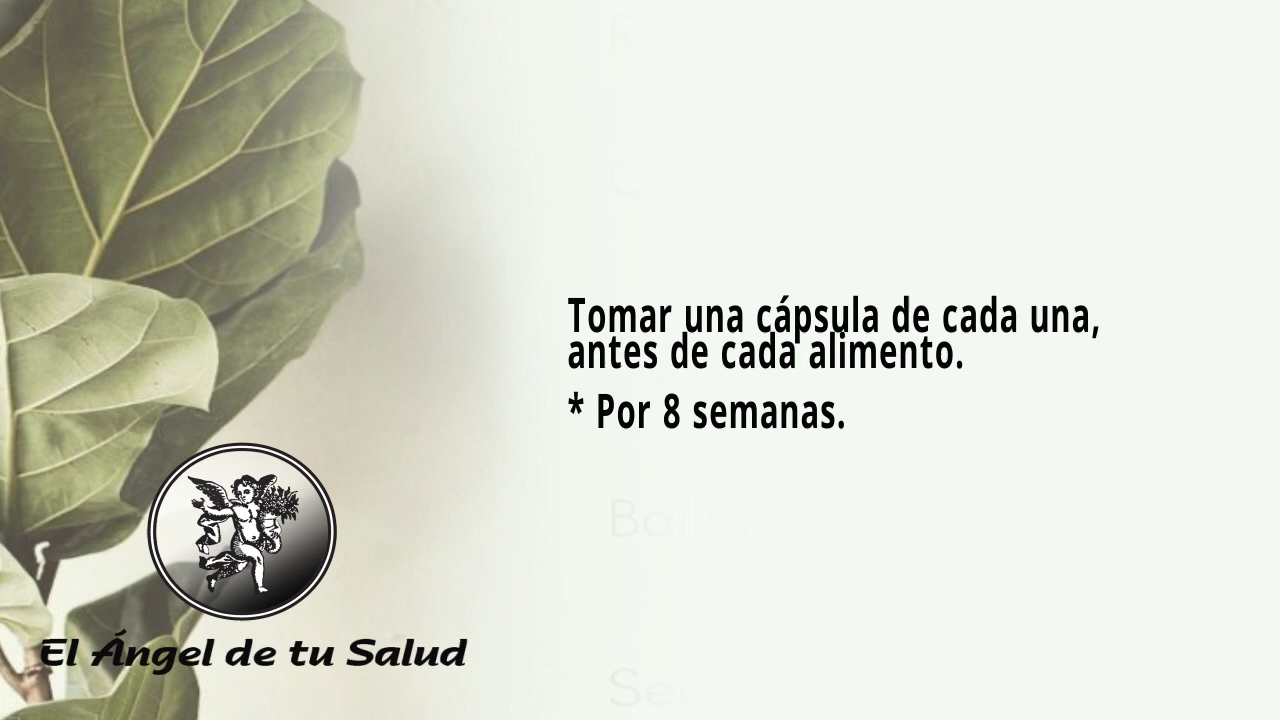 Tomar una cápsula de cada una,
antes de cada alimento.
* Por 8 semanas.
El Ángel de tu Salud